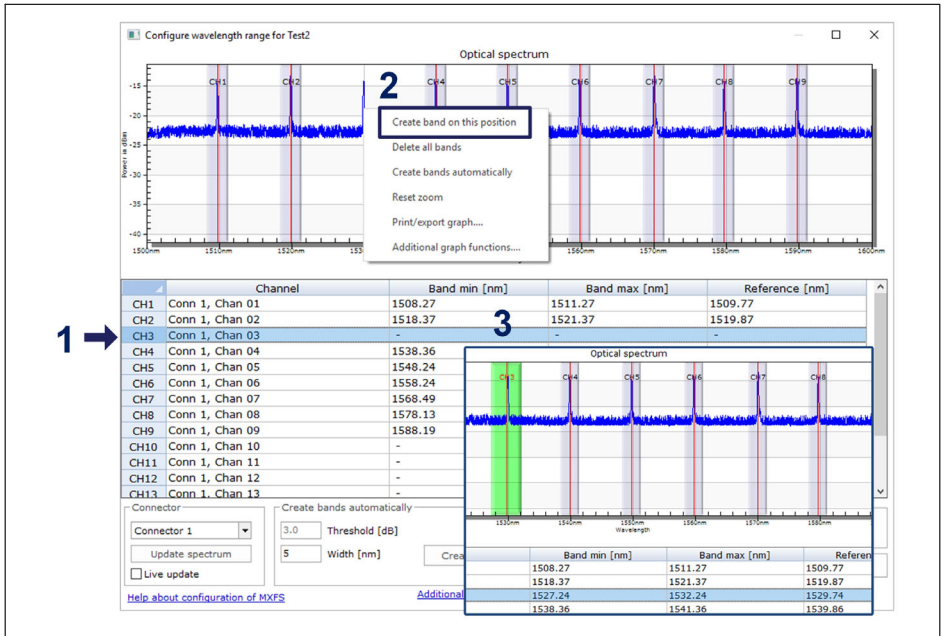 Configure wavelength range for Test2
Optical spectrum
CH1 CH2 CH4 CH5 CH6 CH7 CH8 CH9
2
-15
-20
-25
-30
-35
-40
Power in dBm
Create band on this position
Delete all bands
Create bands automatically
Reset zoom
Print/export graph....
Additional graph functions....
1500nm 1510nm 1520nm 1560nm 1570nm 1580nm 1590nm 1600nm
Channel Band min [nm] Band max [nm] Reference [nm]
CH1 Conn 1, Chan 01 1508.27 1511.27 1509.77
CH2 Conn 1, Chan 02 1518.37 1521.37 1519.87
1
CH3 Conn 1, Chan 03 - - -
CH4 Conn 1, Chan 04 1538.36
CH5 Conn 1, Chan 05 1548.24
CH6 Conn 1, Chan 06 1558.24
CH7 Conn 1, Chan 07 1568.49
CH8 Conn 1, Chan 08 1578.13
CH9 Conn 1, Chan 09 1588.19
CH10 Conn 1, Chan 10 -
CH11 Conn 1, Chan 11 -
CH12 Conn 1, Chan 12 -
CH13 Conn 1, Chan 13 -
3
Optical spectrum
CH3 CH4 CH5 CH6 CH7 CH8
1530nm 1540nm 1550nm 1560nm 1570nm 1580nm
Wavelength
Band min [nm] Band max [nm] Referen
1508.27 1511.27 1509.77
1518.37 1521.37 1519.87
1527.24 1532.24 1529.74
1538.36 1541.36 1539.86
Connector
Connector 1
Update spectrum
Live update
Create bands automatically
3.0 Threshold [dB]
5 Width [nm]
Crea
Help about configuration of MXFS
Additional